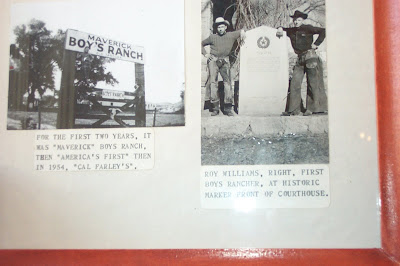 MAVERICK
BOY'S RANCH
FOR THE FIRST TWO YEARS, IT
WAS "MAVERICK" BOYS RANCH,
THEN "AMERICA'S FIRST" THEN
IN 1954, "CAL FARLEY'S".
ROY WILLIAMS, RIGHT, FIRST
BOYS RANCHER, AT HISTORIC
MARKER FRONT OF COURTHOUSE.